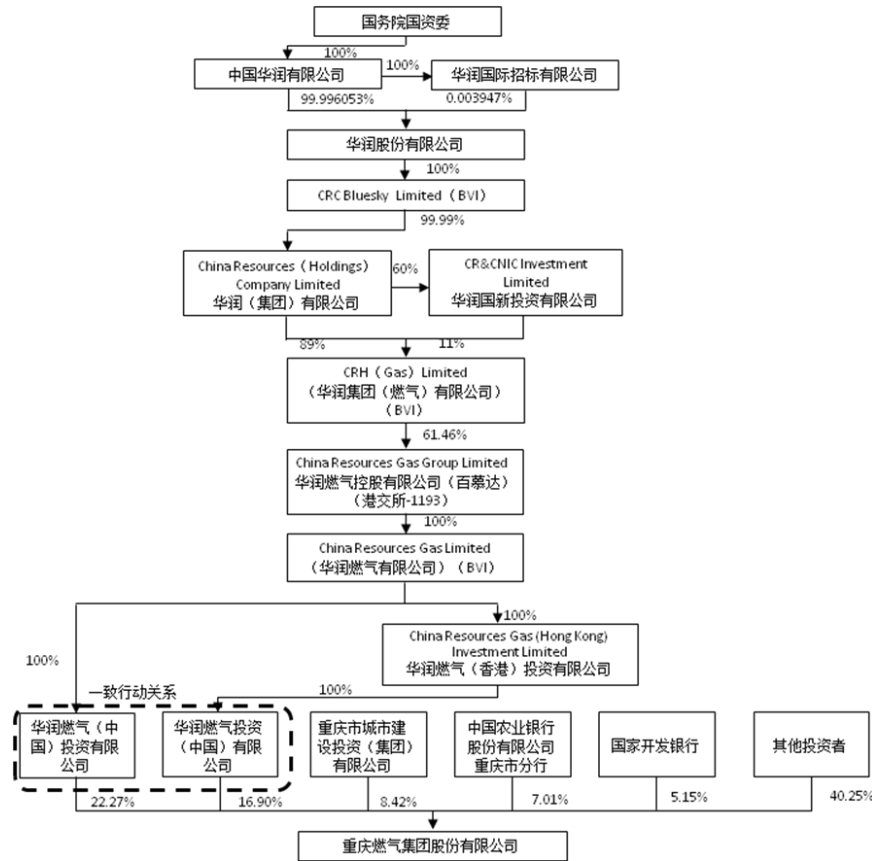 国务院国资委
100%
中国华润有限公司
100%
华润国际招标有限公司
99.996053%
0.003947%
华润股份有限公司
100%
CRC Bluesky Limited（BVI）
99.99%
China Resources（Holdings）
Company Limited
华润（集团）有限公司
60%
CR&CNIC Investment
Limited
华润国新投资有限公司
89%
11%
CRH（Gas）Limited
（华润集团（燃气）有限公司）
（BVI）
61.46%
China Resources Gas Group Limited
华润燃气控股有限公司（百慕达）
（港交所-1193）
100%
China Resources Gas Limited
（华润燃气有限公司）（BVI）
100%
China Resources Gas (Hong Kong)
Investment Limited
华润燃气（香港）投资有限公司
100%
100%
一致行动关系
华润燃气（中
国）投资有限公
司
华润燃气投资
（中国）有限公
司
重庆市城市建
设投资（集团）
有限公司
中国农业银行
股份有限公司
重庆市分行
国家开发银行
其他投资者
22.27%
16.90%
8.42%
7.01%
5.15%
40.25%
重庆燃气集团股份有限公司